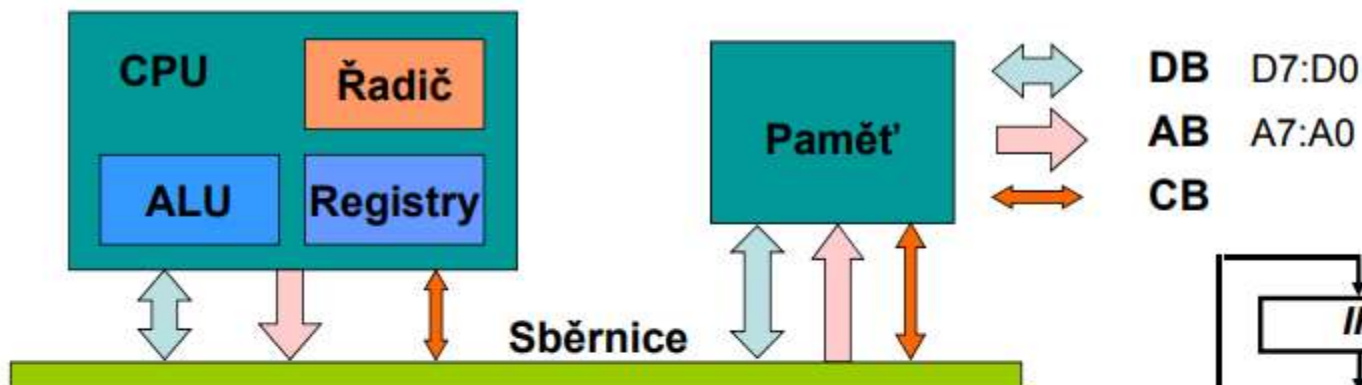 CPU
Řadič
ALU
Registry
Paměť
DB D7:D0
AB A7:A0
CB
Sběrnice